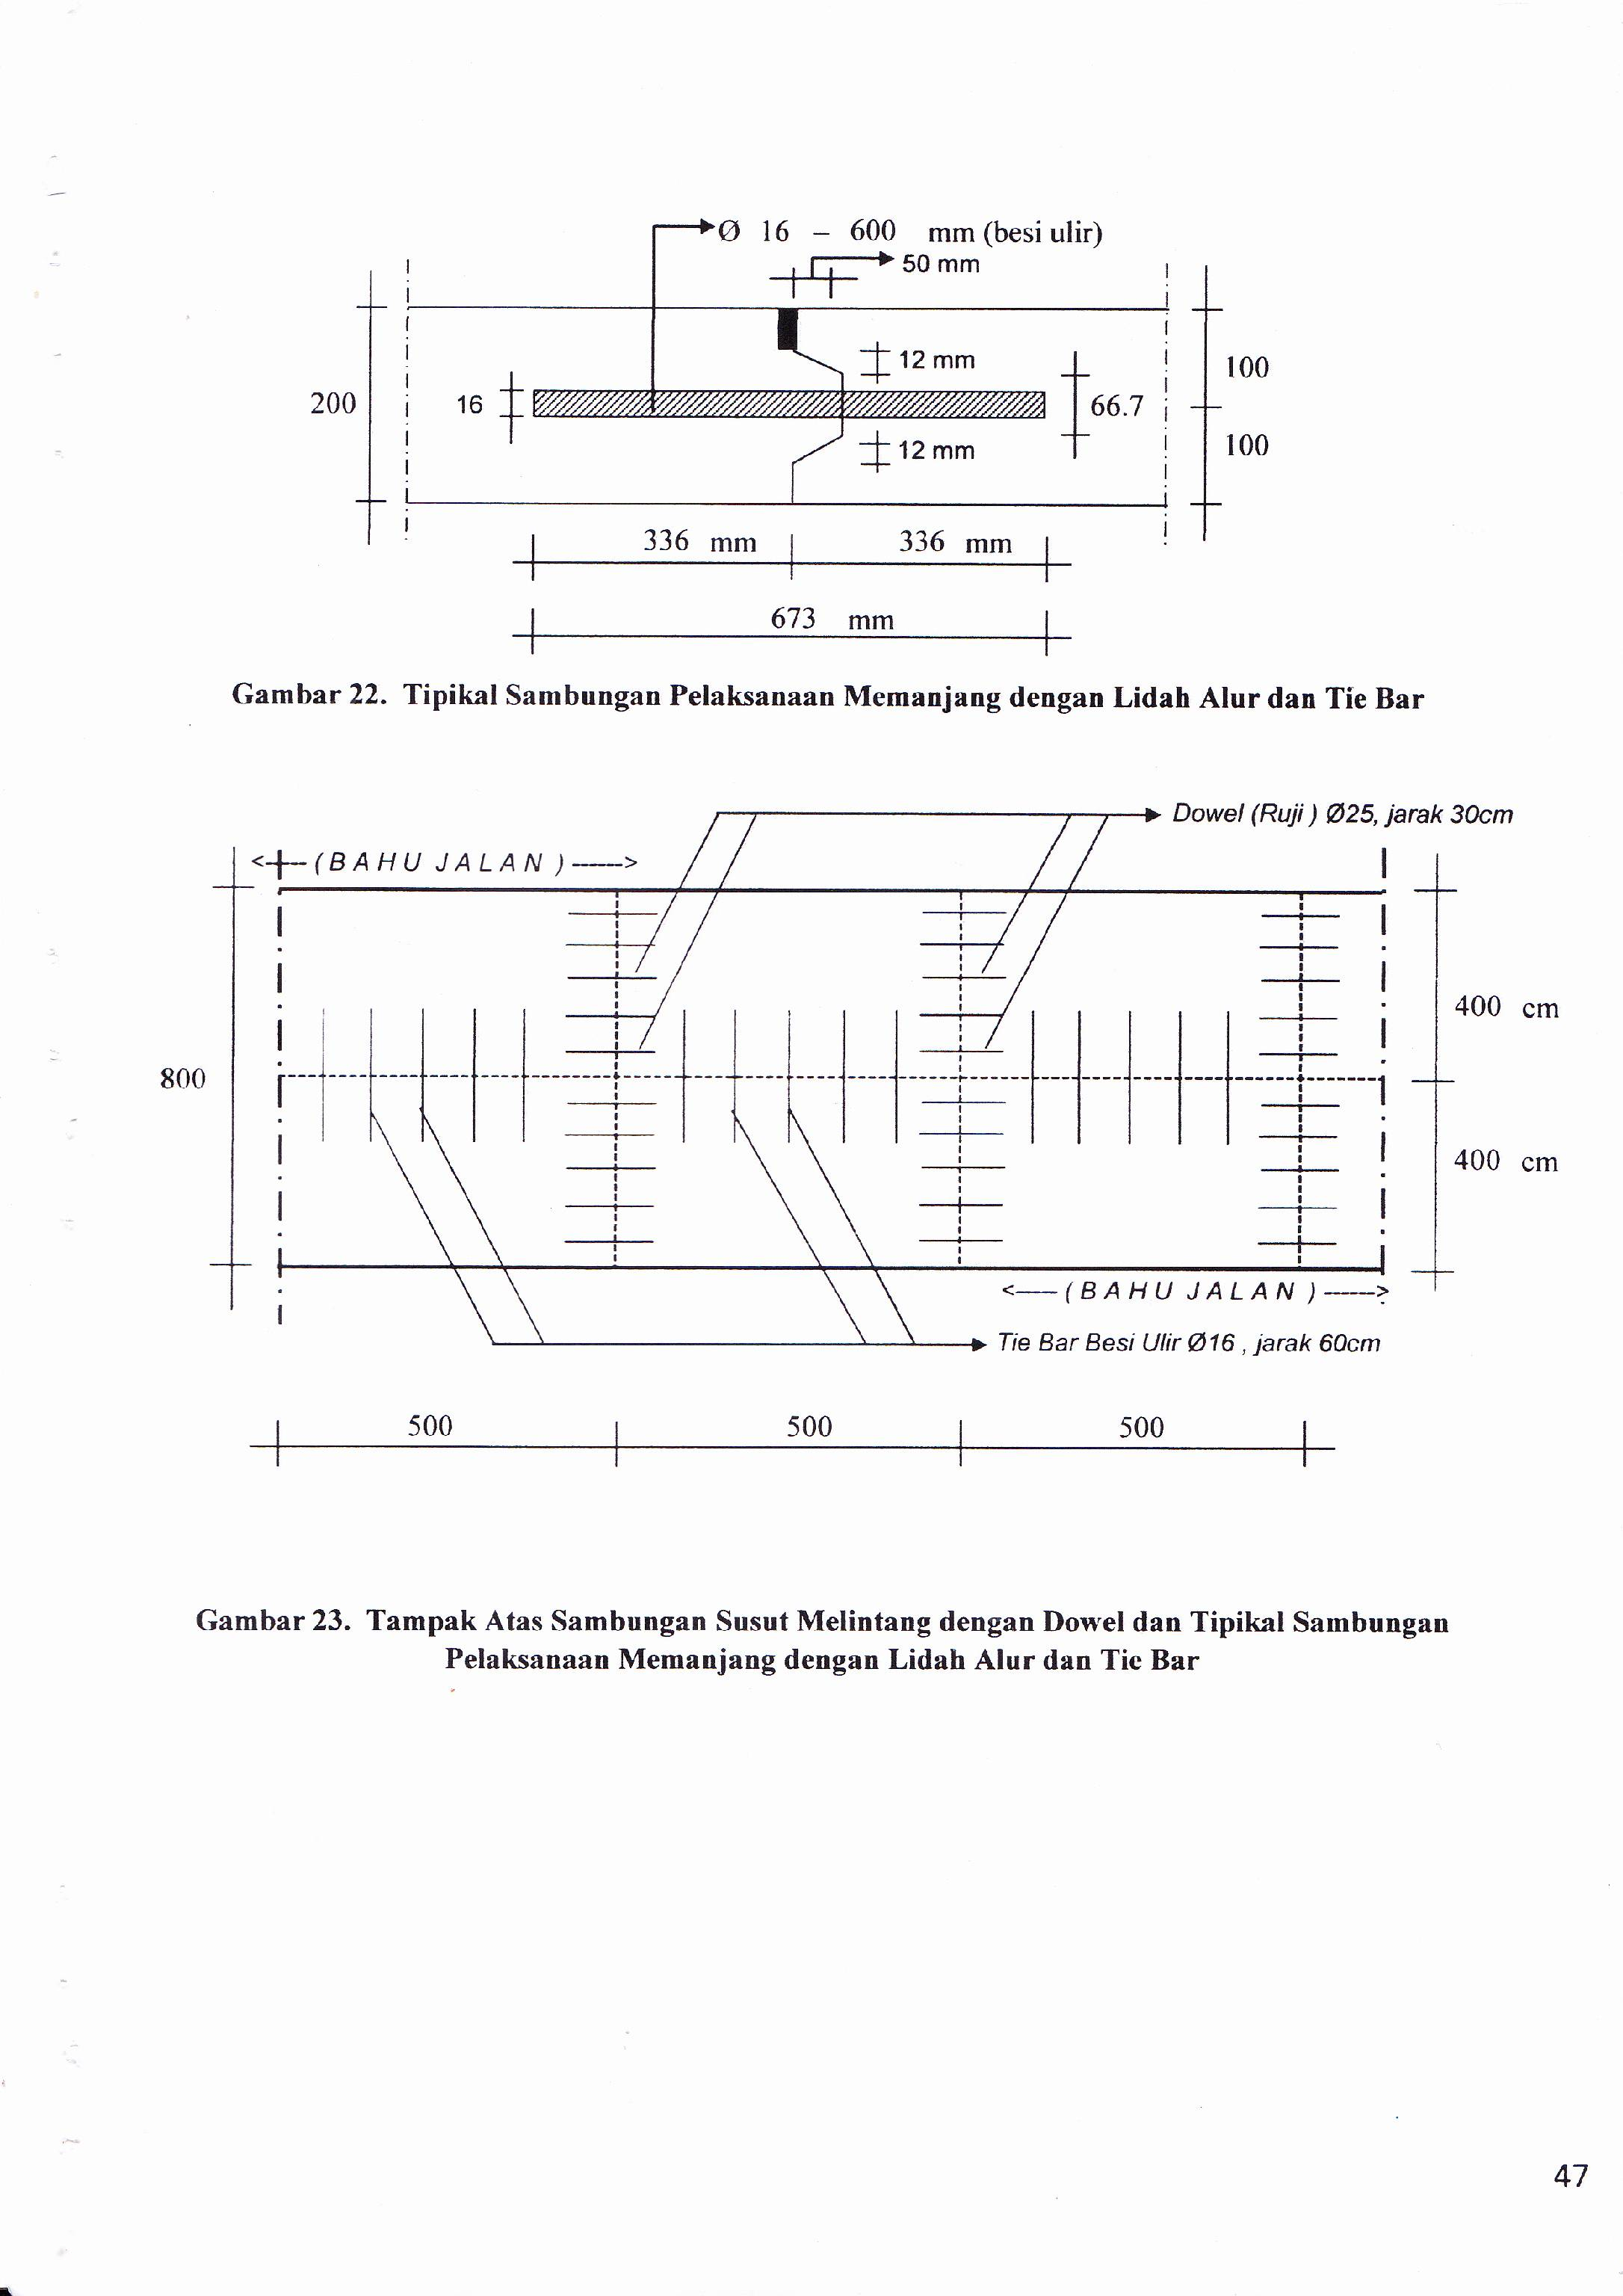 Ø 16 – 600 mm (besi ulir)
50 mm
12 mm
100
200
16
66.7
12 mm
100
336 mm
336 mm
673 mm
Gambar 22. Tipikal Sambungan Pelaksanaan Memanjang dengan Lidah Alur dan Tie Bar
Dowel (Ruji ) Ø25, jarak 30cm
<-- (BAHU JALAN )----->
400 cm
800
400 cm
<---- (BAHU JALAN )----->
Tie Bar Besi Ulir Ø16 , jarak 60cm
500
500
500
Gambar 23. Tampak Atas Sambungan Susut Melintang dengan Dowel dan Tipikal Sambungan
Pelaksanaan Memanjang dengan Lidah Alur dan Tie Bar
47